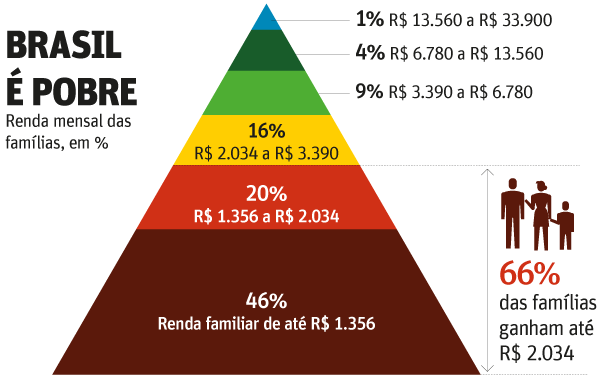 BRASIL
É POBRE
Renda mensal das
famílias, em %
1% R$ 13.560 a R$ 33.900
4% R$ 6.780 a R$ 13.560
9% R$ 3.390 a R$ 6.780
16%
R$ 2.034 a R$ 3.390
20%
R$ 1.356 a R$ 2.034
46%
Renda familiar de até R$ 1.356
66%
das famílias
ganham até
R$ 2.034